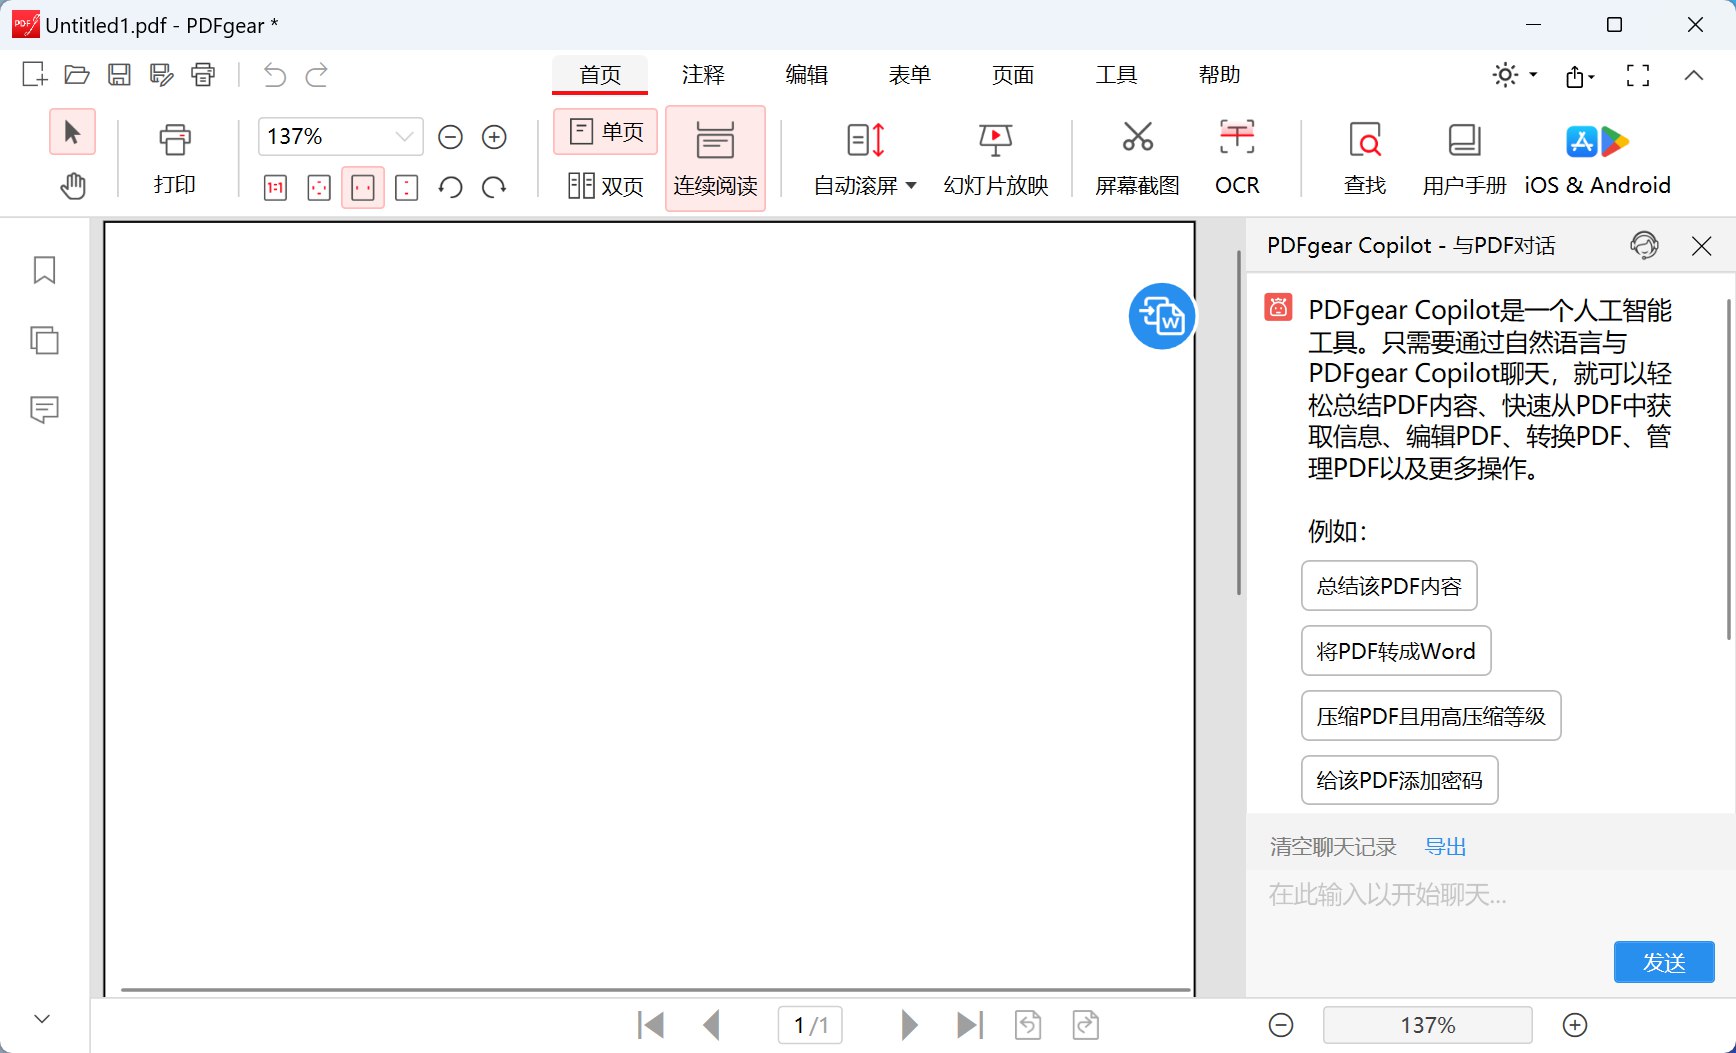 Untitled1.pdf - PDFgear *
首页 注释 编辑 表单 页面 工具 帮助
打印
137%
1:1
单页
双页
连续阅读
自动滚屏
幻灯片放映
屏幕截图
OCR
查找
用户手册
iOS & Android
PDFgear Copilot - 与PDF对话
PDFgear Copilot是一个人工智能
工具。只需要通过自然语言与
PDFgear Copilot聊天，就可以轻
松总结PDF内容、快速从PDF中获
取信息、编辑PDF、转换PDF、管
理PDF以及更多操作。
例如：
总结该PDF内容
将PDF转成Word
压缩PDF且用高压缩等级
给该PDF添加密码
清空聊天记录 导出
在此输入以开始聊天...
发送
1 /1
137%